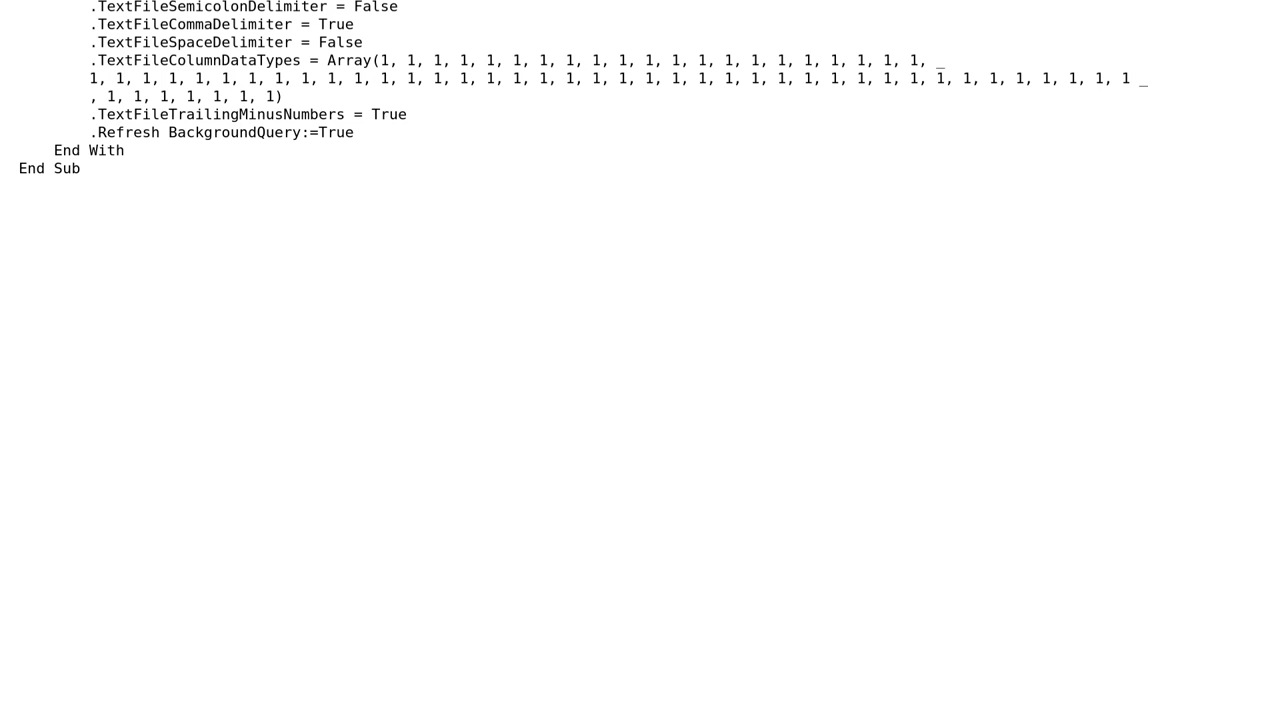 .TextFileSemicolonDelimiter = False
.TextFileCommaDelimiter = True
.TextFileSpaceDelimiter = False
.TextFileColumnDataTypes = Array(1, 1, 1, 1, 1, 1, 1, 1, 1, 1, 1, 1, 1, 1, 1, 1, 1, 1, 1, 1, 1, _
1, 1, 1, 1, 1, 1, 1, 1, 1, 1, 1, 1, 1, 1, 1, 1, 1, 1, 1, 1, 1, 1, 1, 1, 1, 1, 1, 1, 1, 1, 1, 1, 1, 1, 1, 1, 1, 1, 1, 1 _
, 1, 1, 1, 1, 1, 1, 1)
.TextFileTrailingMinusNumbers = True
.Refresh BackgroundQuery:=True
End With
End Sub